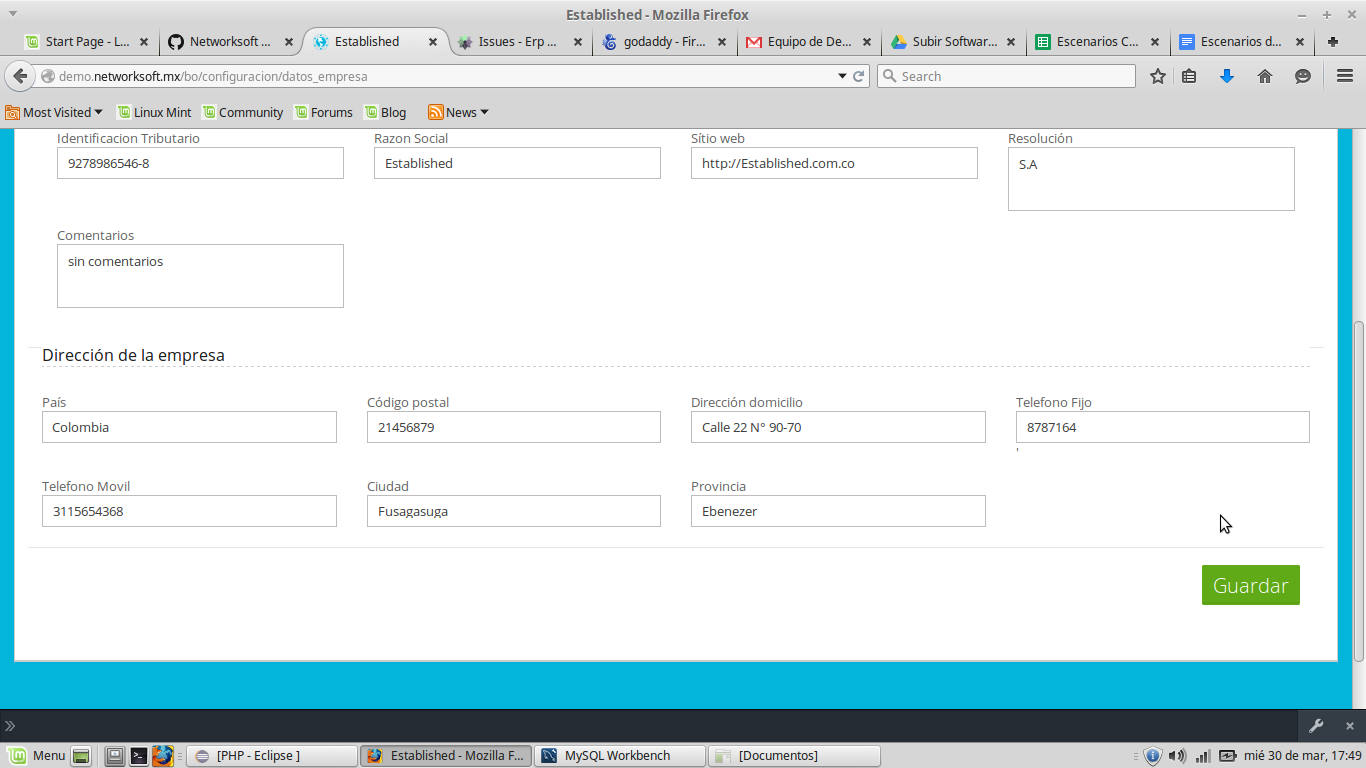 Established - Mozilla Firefox
Start Page - L...
Networksoft ...
Established
Issues - Erp ...
godaddy - Fir...
Equipo de De...
Subir Softwar...
Escenarios C...
Escenarios d...
demo.networksoft.mx/bo/configuracion/datos_empresa
Search
Most Visited
Linux Mint
Community
Forums
Blog
News
Identificacion Tributario
Razon Social
Sítio web
Resolución
9278986546-8
Established
http://Established.com.co
S.A
Comentarios
sin comentarios
Dirección de la empresa
País
Código postal
Dirección domicilio
Telefono Fijo
Colombia
21456879
Calle 22 N° 90-70
8787164
'
Telefono Movil
Ciudad
Provincia
3115654368
Fusagasuga
Ebenezer
Guardar
Menu
[PHP - Eclipse ]
Established - Mozilla F...
MySQL Workbench
[Documentos]
mié 30 de mar, 17:49